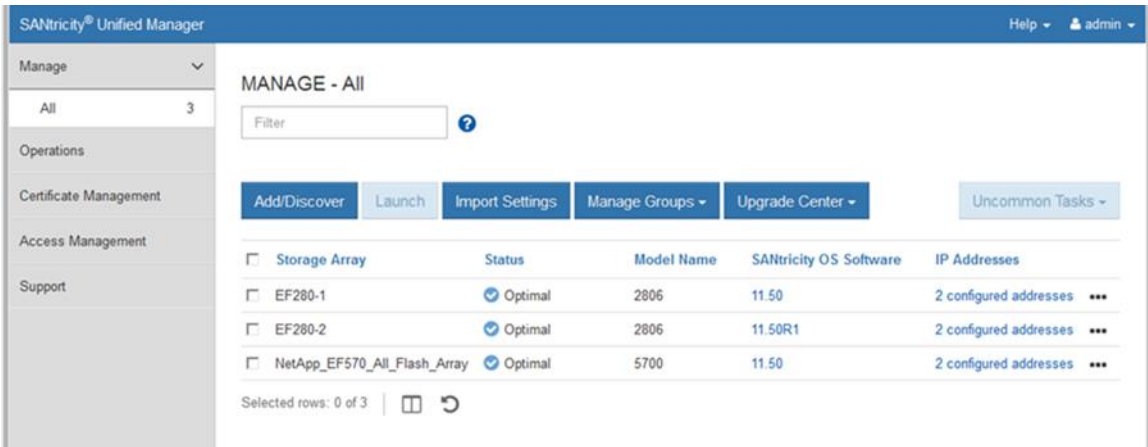 SANtricity® Unified Manager
Help
admin
Manage
All 3
Operations
Certificate Management
Access Management
Support
MANAGE - All
Filter
?
Add/Discover
Launch
Import Settings
Manage Groups
Upgrade Center
Uncommon Tasks
Storage Array Status Model Name SANtricity OS Software IP Addresses
EF280-1 Optimal 2806 11.50 2 configured addresses •••
EF280-2 Optimal 2806 11.50R1 2 configured addresses •••
NetApp_EF570_All_Flash_Array Optimal 5700 11.50 2 configured addresses •••
Selected rows: 0 of 3